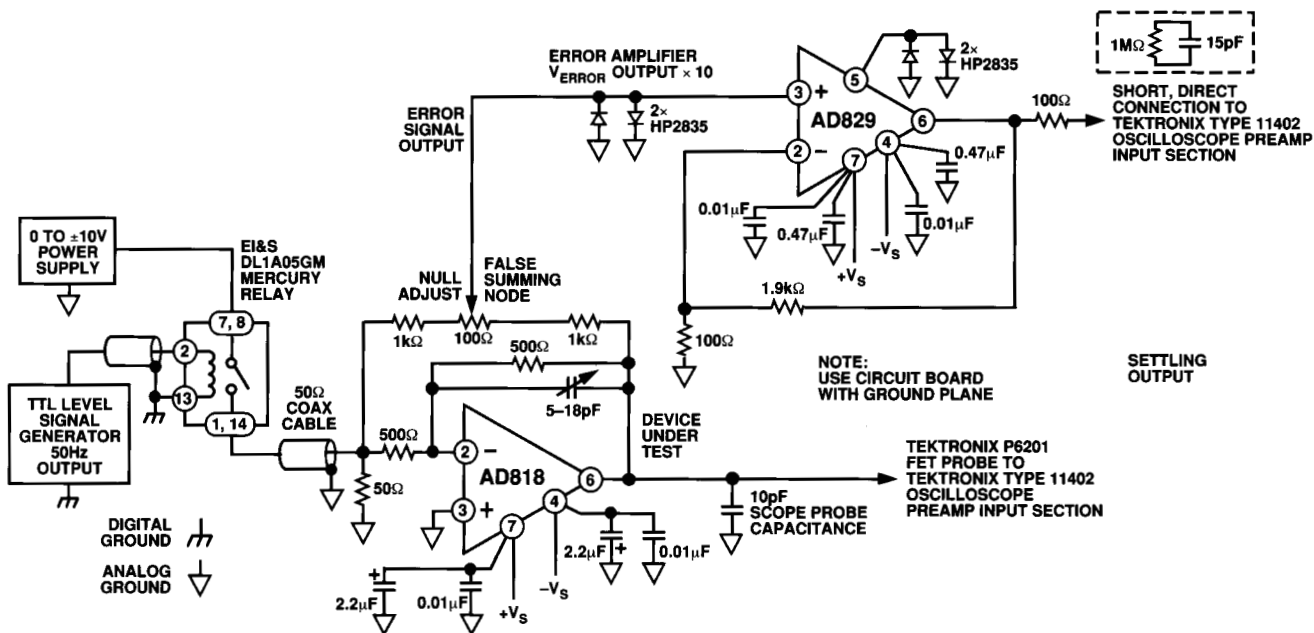 ERROR AMPLIFIER
VERROR OUTPUT × 10
ERROR
SIGNAL
OUTPUT
2×
HP2835
3
+
2
–
AD829
5
6
7
4
2×
HP2835
1MΩ
15pF
100Ω
SHORT, DIRECT
CONNECTION TO
TEKTRONIX TYPE 11402
OSCILLOSCOPE PREAMP
INPUT SECTION
0.47µF
0.01µF
0.01µF
0.47µF
–VS
+VS
1.9kΩ
100Ω
0 TO ±10V
POWER
SUPPLY
EI&S
DL1A05GM
MERCURY
RELAY
7, 8
2
13
1, 14
TTL LEVEL
SIGNAL
GENERATOR
50Hz
OUTPUT
50Ω
COAX
CABLE
NULL
ADJUST
FALSE
SUMMING
NODE
1kΩ
100Ω
1kΩ
500Ω
5–18pF
500Ω
50Ω
2
–
3
+
AD818
6
4
7
DEVICE
UNDER
TEST
NOTE:
USE CIRCUIT BOARD
WITH GROUND PLANE
SETTLING
OUTPUT
TEKTRONIX P6201
FET PROBE TO
TEKTRONIX TYPE 11402
OSCILLOSCOPE
PREAMP INPUT SECTION
10pF
SCOPE PROBE
CAPACITANCE
2.2µF
+
0.01µF
–VS
+VS
+
2.2µF
0.01µF
DIGITAL
GROUND
ANALOG
GROUND